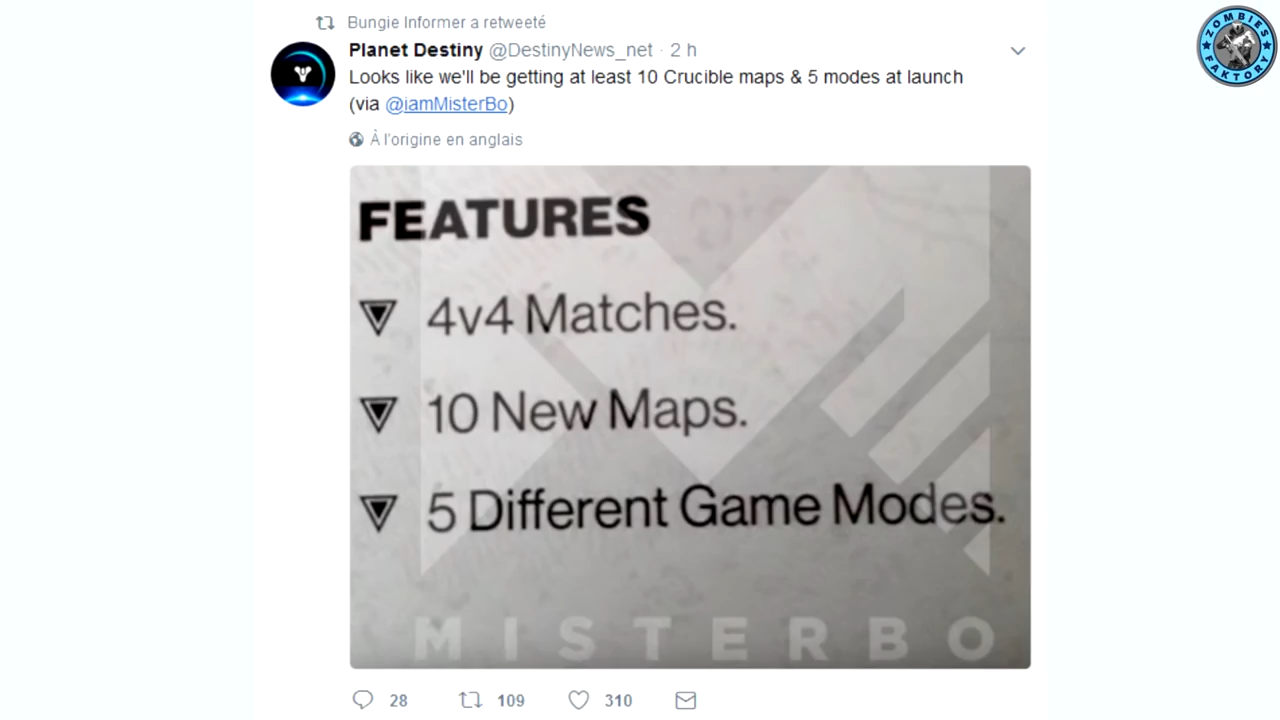 Bungie Informer a retweeté
Planet Destiny @DestinyNews_net · 2 h
Looks like we'll be getting at least 10 Crucible maps & 5 modes at launch
(via @iamMisterBo)
À l'origine en anglais
FEATURES
4v4 Matches.
10 New Maps.
5 Different Game Modes.
MISTERBO
28 109 310
ZOMBIES
FAKTORY